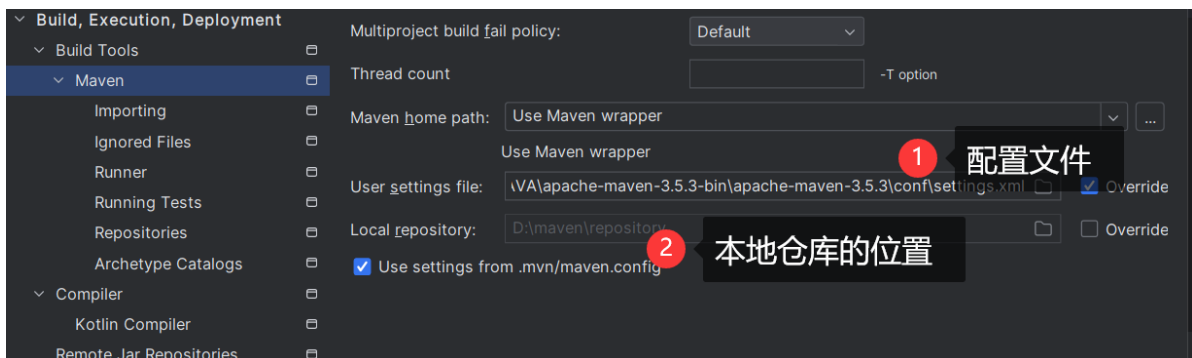 Build, Execution, Deployment
Build Tools
Maven
Importing
Ignored Files
Runner
Running Tests
Repositories
Archetype Catalogs
Compiler
Kotlin Compiler
Remote Jar Repositories
Multiproject build fail policy: Default
Thread count -T option
Maven home path: Use Maven wrapper ...
Use Maven wrapper
1 配置文件
User settings file: \VA\apache-maven-3.5.3-bin\apache-maven-3.5.3\conf\settings.xml Override
Local repository: D:\maven\repository Override
2 本地仓库的位置
Use settings from .mvn/maven.config